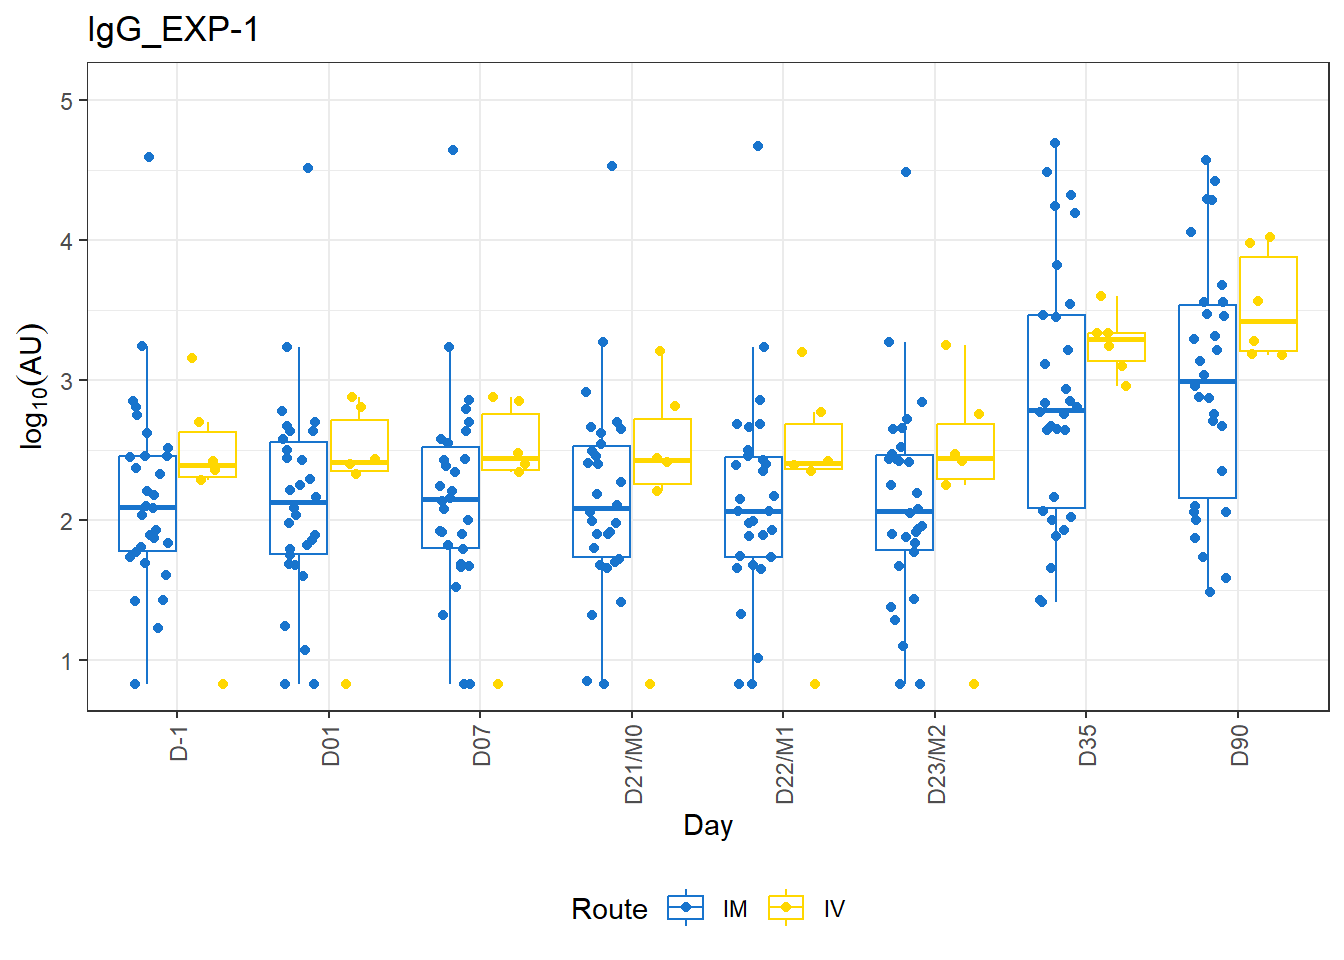 IgG_EXP-1
5
4
3
2
1
log10(AU)
D-1
D01
D07
D21/M0
D22/M1
D23/M2
D35
D90
Day
Route IM IV